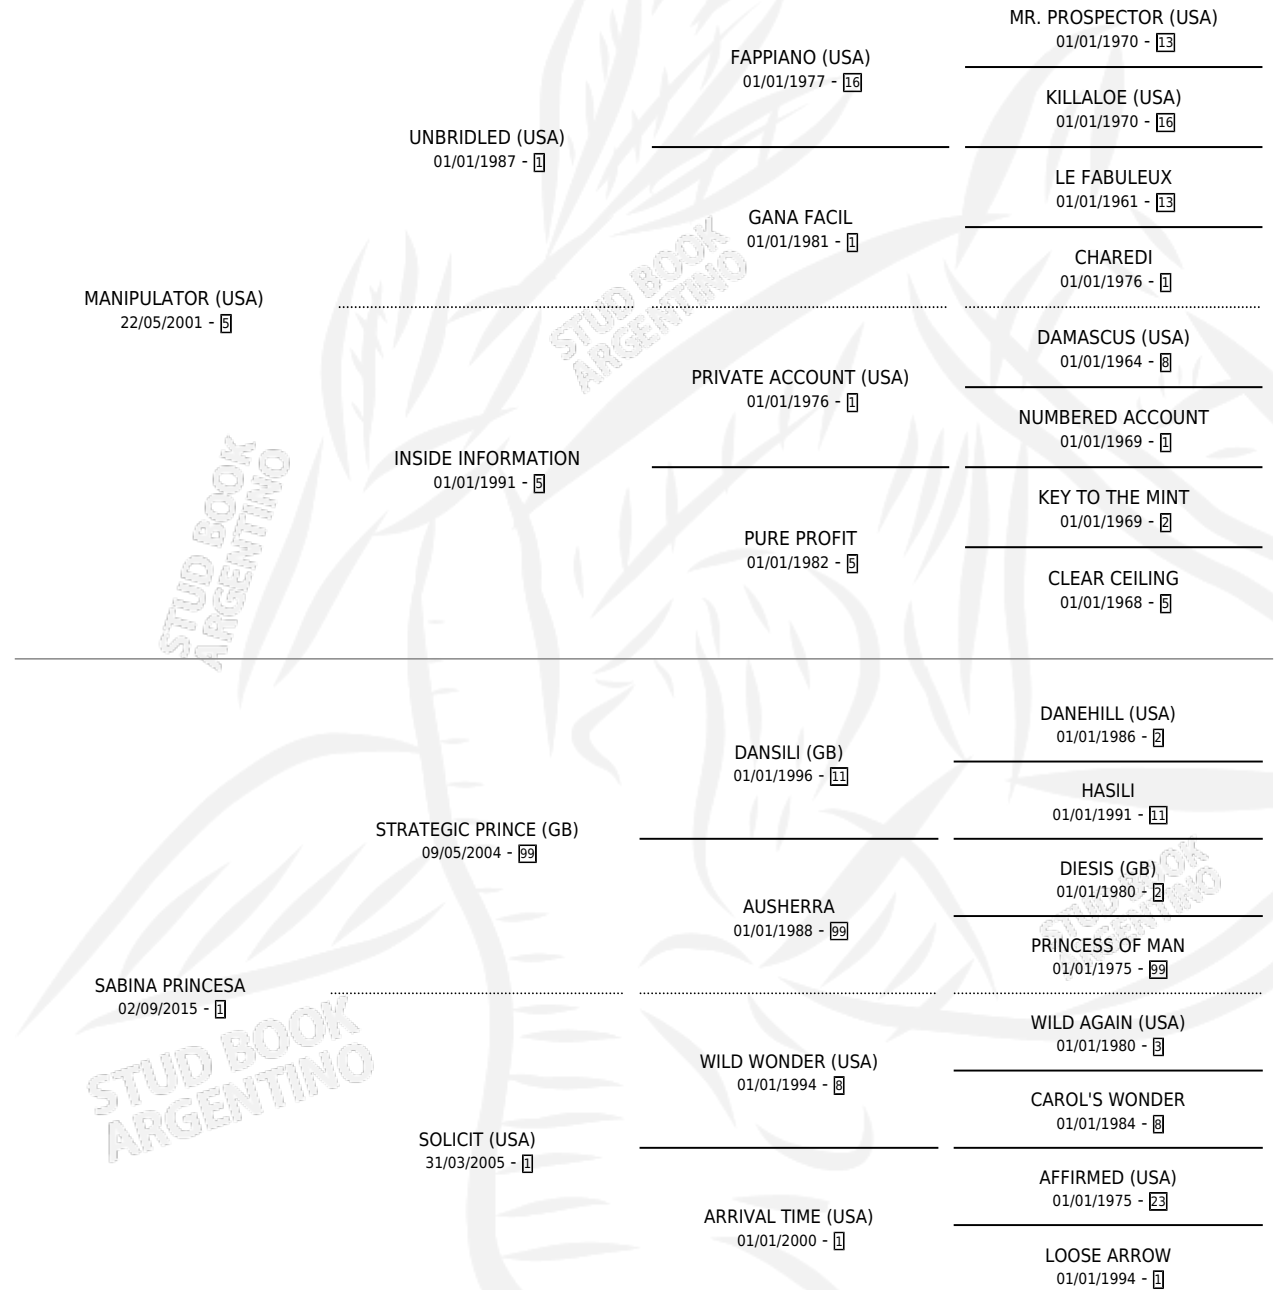 MR. PROSPECTOR (USA)
01/01/1970 - 13
FAPPIANO (USA)
01/01/1977 - 16
KILLALOE (USA)
01/01/1970 - 16
UNBRIDLED (USA)
01/01/1987 - 1
LE FABULEUX
01/01/1961 - 13
GANA FACIL
01/01/1981 - 1
CHAREDI
01/01/1976 - 1
MANIPULATOR (USA)
22/05/2001 - 5
DAMASCUS (USA)
01/01/1964 - 8
PRIVATE ACCOUNT (USA)
01/01/1976 - 1
NUMBERED ACCOUNT
01/01/1969 - 1
INSIDE INFORMATION
01/01/1991 - 5
KEY TO THE MINT
01/01/1969 - 2
PURE PROFIT
01/01/1982 - 5
CLEAR CEILING
01/01/1968 - 5
STUD BOOK
ARGENTINO
STUD BOOK
ARGENTINO
DANEHILL (USA)
01/01/1986 - 2
DANSILI (GB)
01/01/1996 - 11
HASILI
01/01/1991 - 11
STRATEGIC PRINCE (GB)
09/05/2004 - 99
DIESIS (GB)
01/01/1980 - 2
AUSHERRA
01/01/1988 - 99
PRINCESS OF MAN
01/01/1975 - 99
STUD BOOK
ARGENTINO
SABINA PRINCESA
02/09/2015 - 1
WILD AGAIN (USA)
01/01/1980 - 3
WILD WONDER (USA)
01/01/1994 - 8
CAROL'S WONDER
01/01/1984 - 8
STUD BOOK
ARGENTINO
SOLICIT (USA)
31/03/2005 - 1
AFFIRMED (USA)
01/01/1975 - 23
ARRIVAL TIME (USA)
01/01/2000 - 1
LOOSE ARROW
01/01/1994 - 1